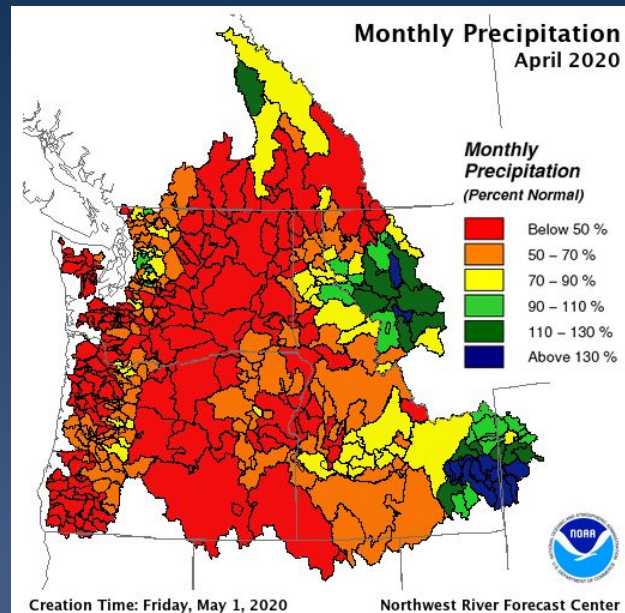 Monthly Precipitation
April 2020
Monthly
Precipitation
(Percent Normal)
Below 50 %
50 – 70 %
70 – 90 %
90 – 110 %
110 – 130 %
Above 130 %
NOAA
Creation Time: Friday, May 1, 2020
Northwest River Forecast Center